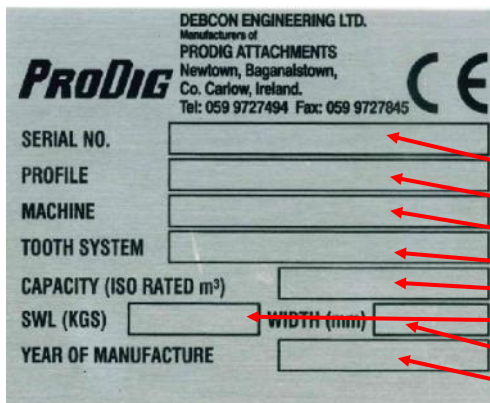 DEBCON ENGINEERING LTD.
Manufacturers of
PRODIG ATTACHMENTS
Newtown, Baganalstown,
Co. Carlow, Ireland.
Tel: 059 9727494 Fax: 059 9727845
PRODIG
CE
SERIAL NO.
PROFILE
MACHINE
TOOTH SYSTEM
CAPACITY (ISO RATED m³)
SWL (KGS) WIDTH (mm)
YEAR OF MANUFACTURE